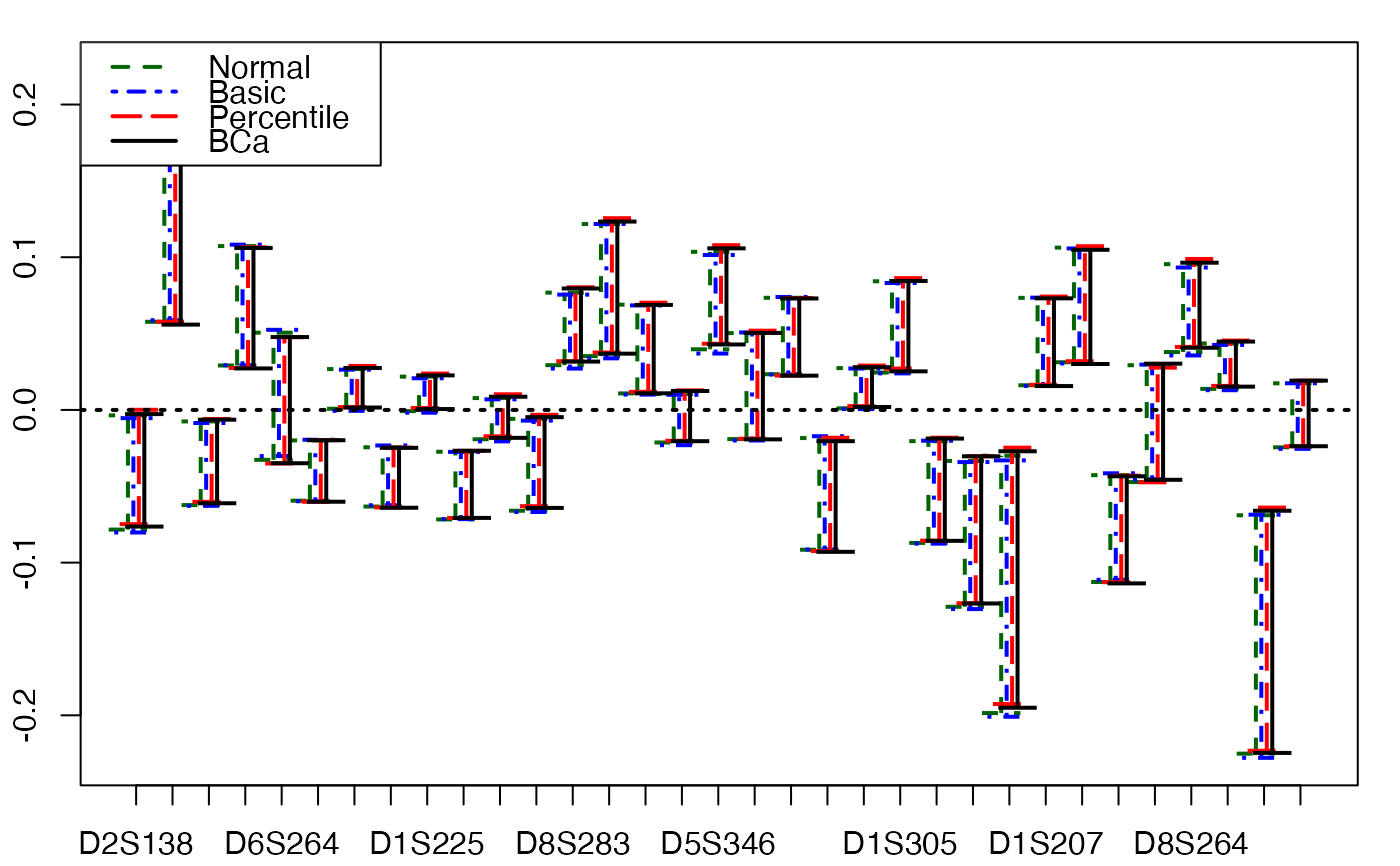 Normal
Basic
Percentile
BCa
0.2
0.1
0.0
-0.1
-0.2
D2S138 D6S264 D1S225 D8S283 D5S346 D1S305 D1S207 D8S264